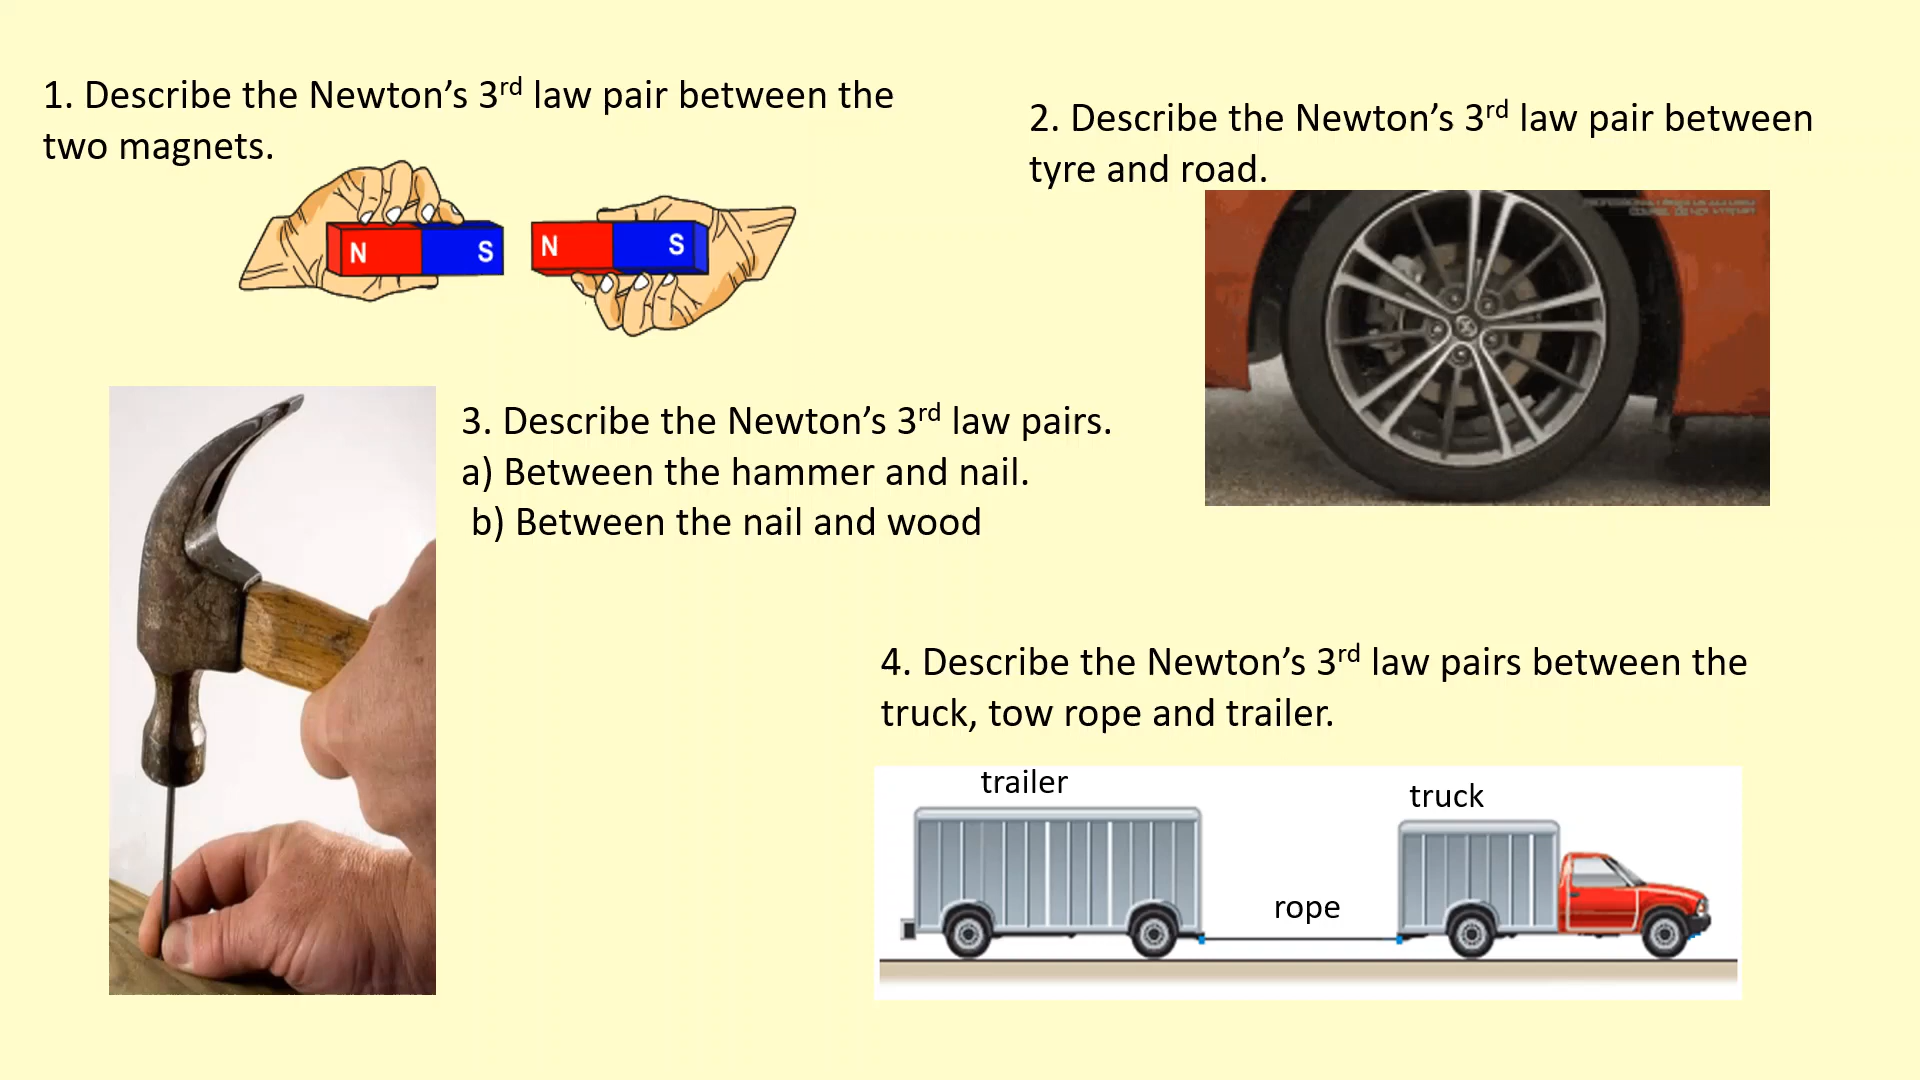 1. Describe the Newton’s 3rd law pair between the
two magnets.
N S N S
2. Describe the Newton’s 3rd law pair between
tyre and road.
3. Describe the Newton’s 3rd law pairs.
a) Between the hammer and nail.
b) Between the nail and wood
4. Describe the Newton’s 3rd law pairs between the
truck, tow rope and trailer.
trailer
truck
rope